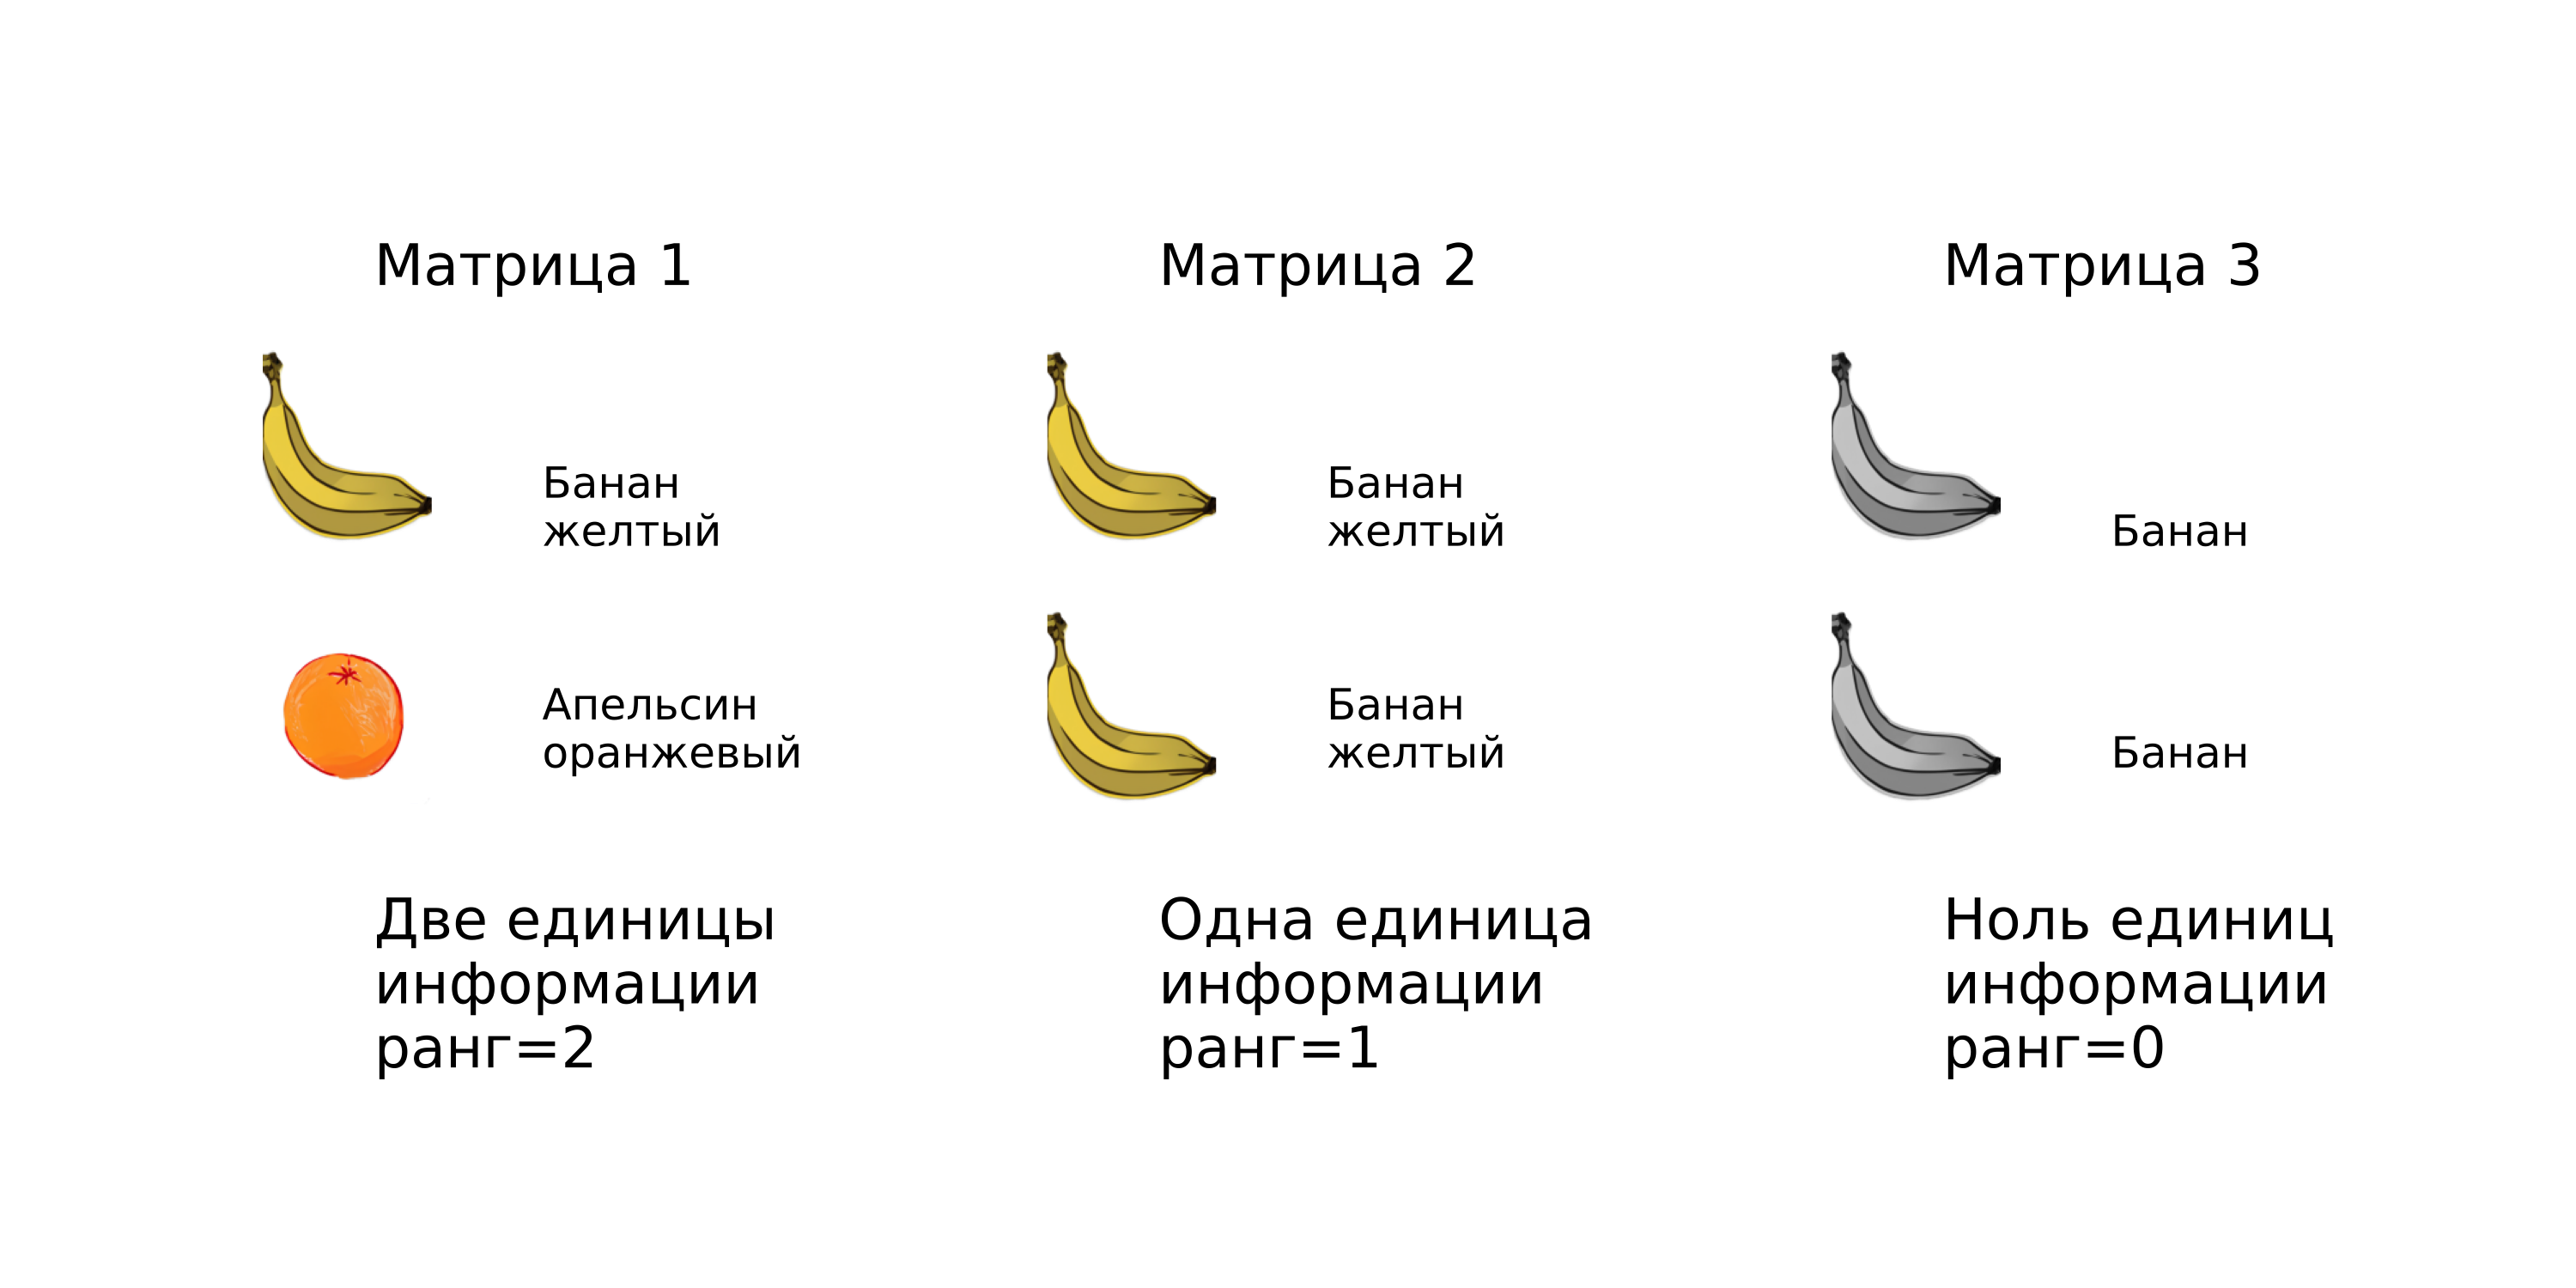 Матрица 1
Банан
желтый
Апельсин
оранжевый
Две единицы
информации
ранг=2
Матрица 2
Банан
желтый
Банан
желтый
Одна единица
информации
ранг=1
Матрица 3
Банан
Банан
Ноль единиц
информации
ранг=0